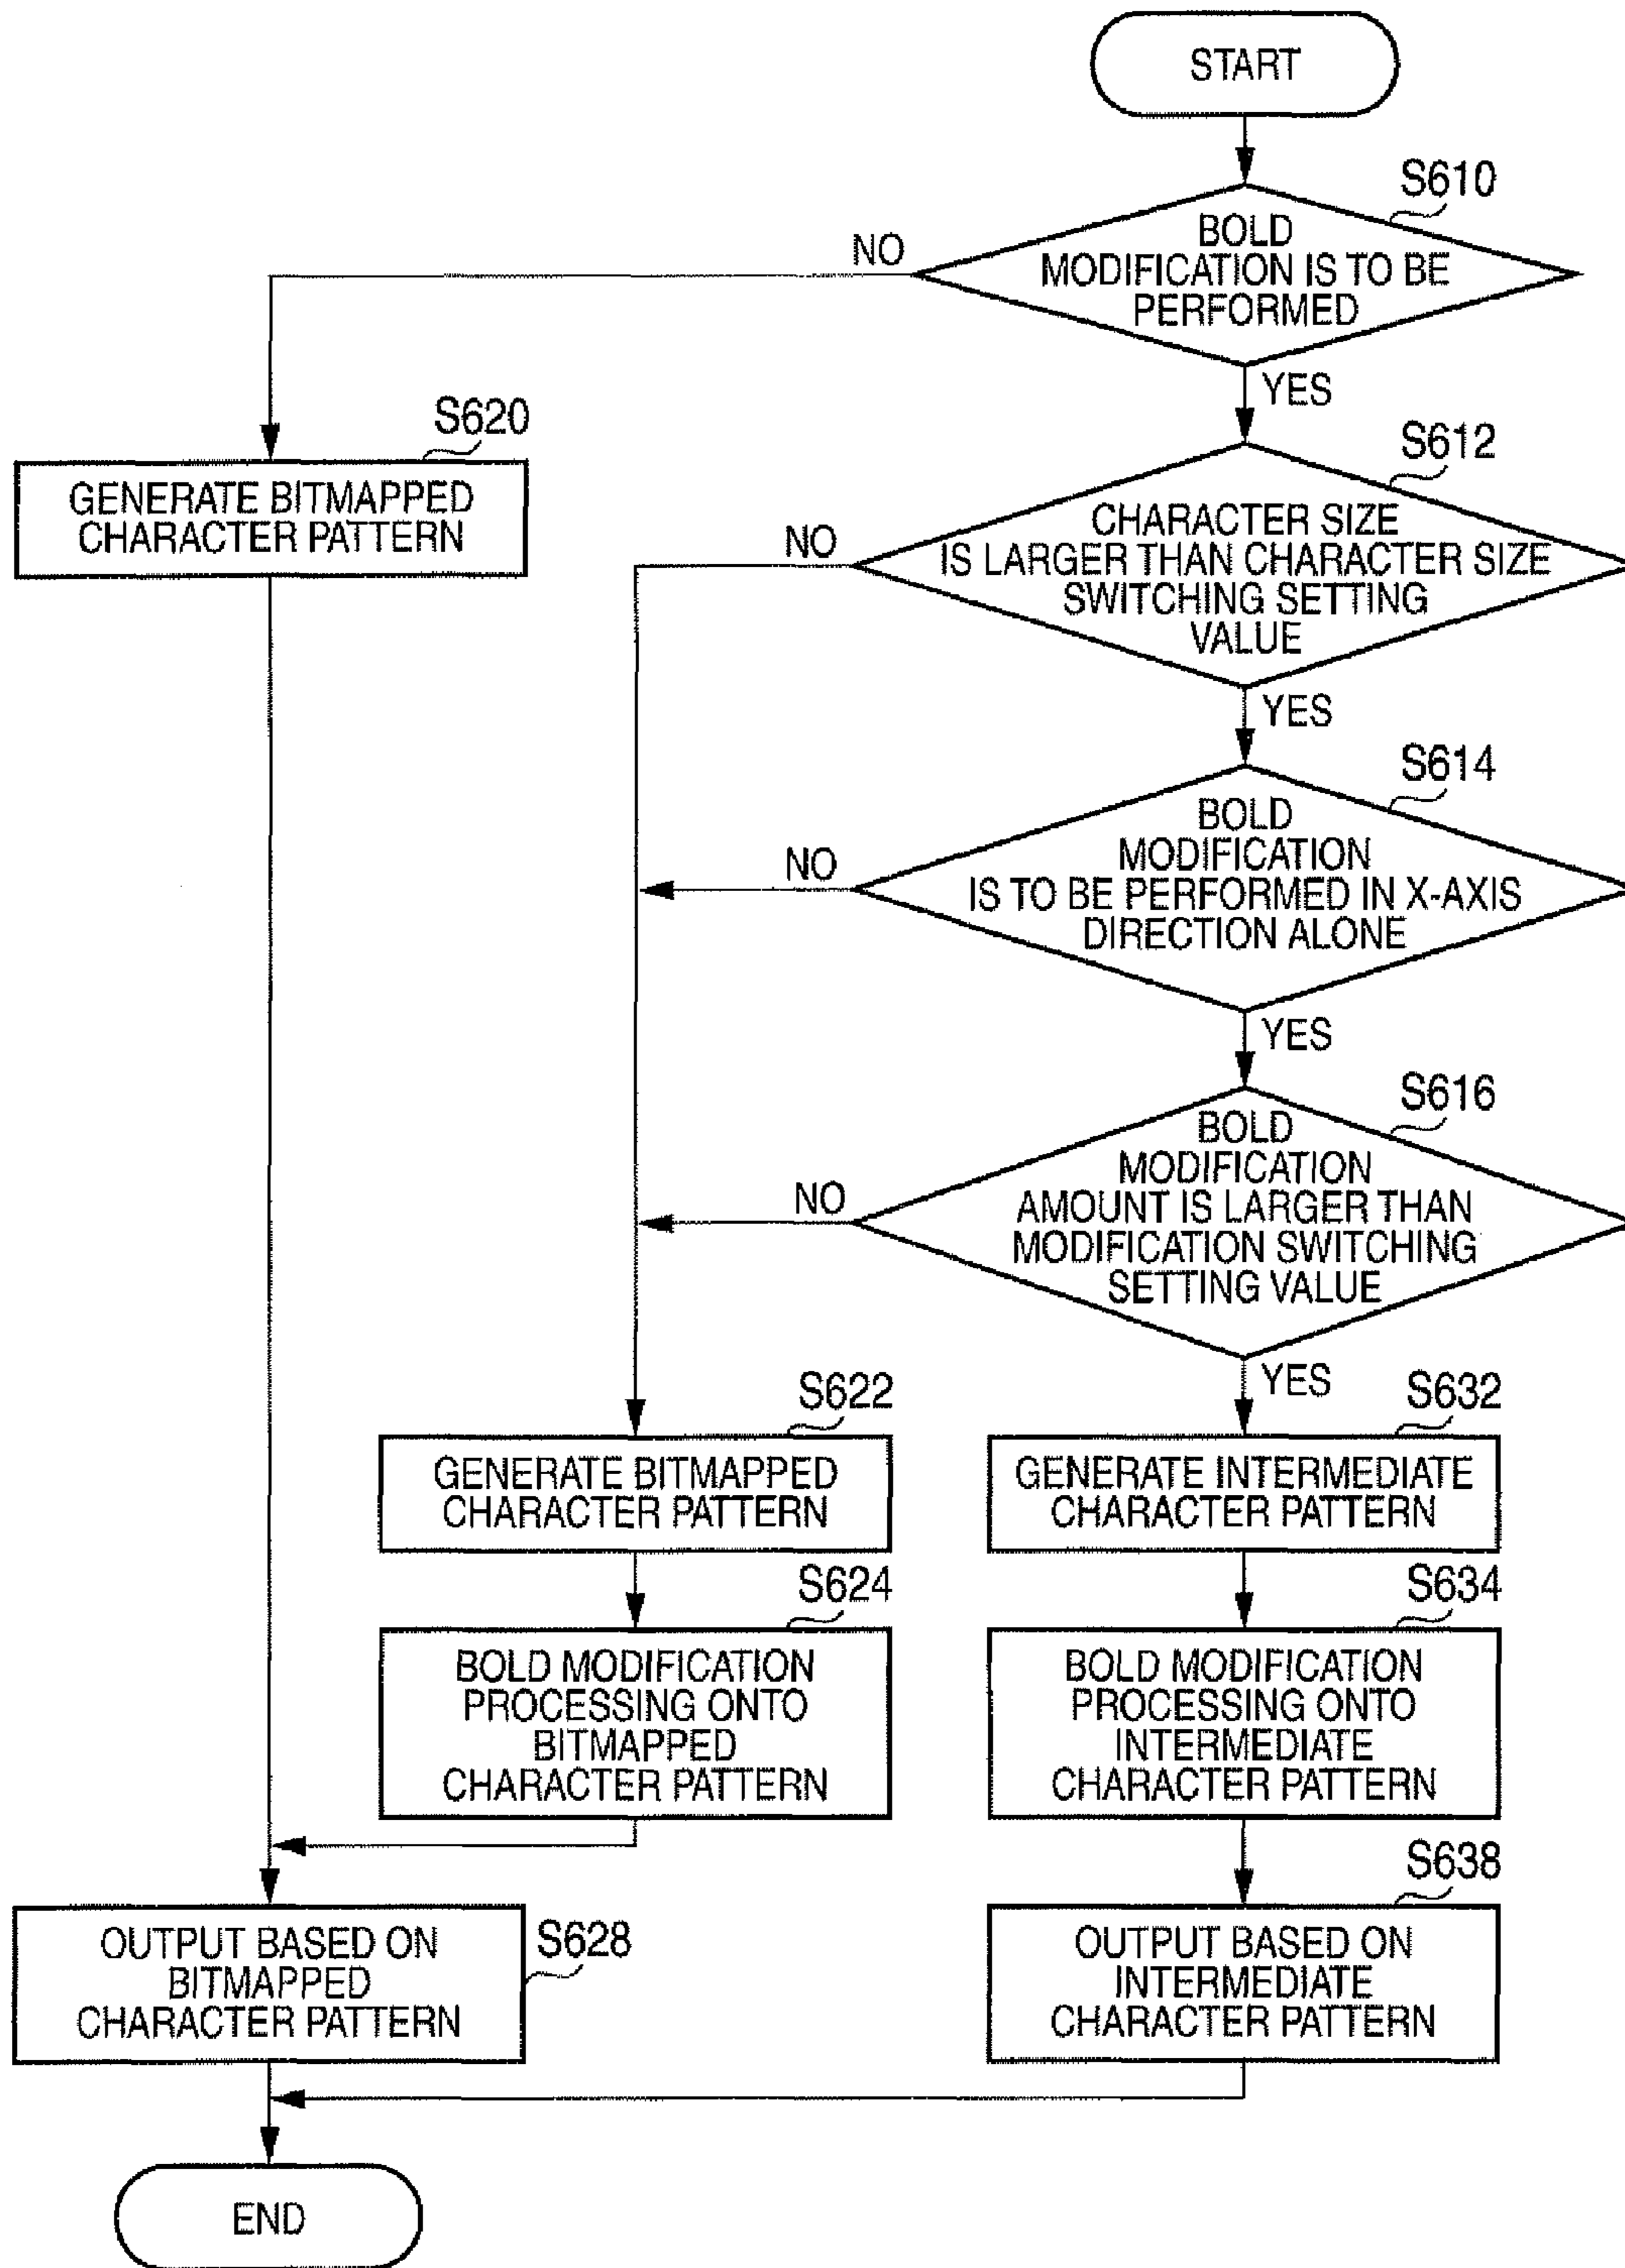 START
S610
BOLD
MODIFICATION IS TO BE
PERFORMED
NO
YES
S620
GENERATE BITMAPPED
CHARACTER PATTERN
S612
CHARACTER SIZE
IS LARGER THAN CHARACTER SIZE
SWITCHING SETTING
VALUE
NO
YES
S614
BOLD
MODIFICATION
IS TO BE PERFORMED IN X-AXIS
DIRECTION ALONE
NO
YES
S616
BOLD
MODIFICATION
AMOUNT IS LARGER THAN
MODIFICATION SWITCHING
SETTING VALUE
NO
YES
S622
GENERATE BITMAPPED
CHARACTER PATTERN
S632
GENERATE INTERMEDIATE
CHARACTER PATTERN
S624
BOLD MODIFICATION
PROCESSING ONTO
BITMAPPED
CHARACTER PATTERN
S634
BOLD MODIFICATION
PROCESSING ONTO
INTERMEDIATE
CHARACTER PATTERN
OUTPUT BASED ON
BITMAPPED
CHARACTER PATTERN
S628
S638
OUTPUT BASED ON
INTERMEDIATE
CHARACTER PATTERN
END